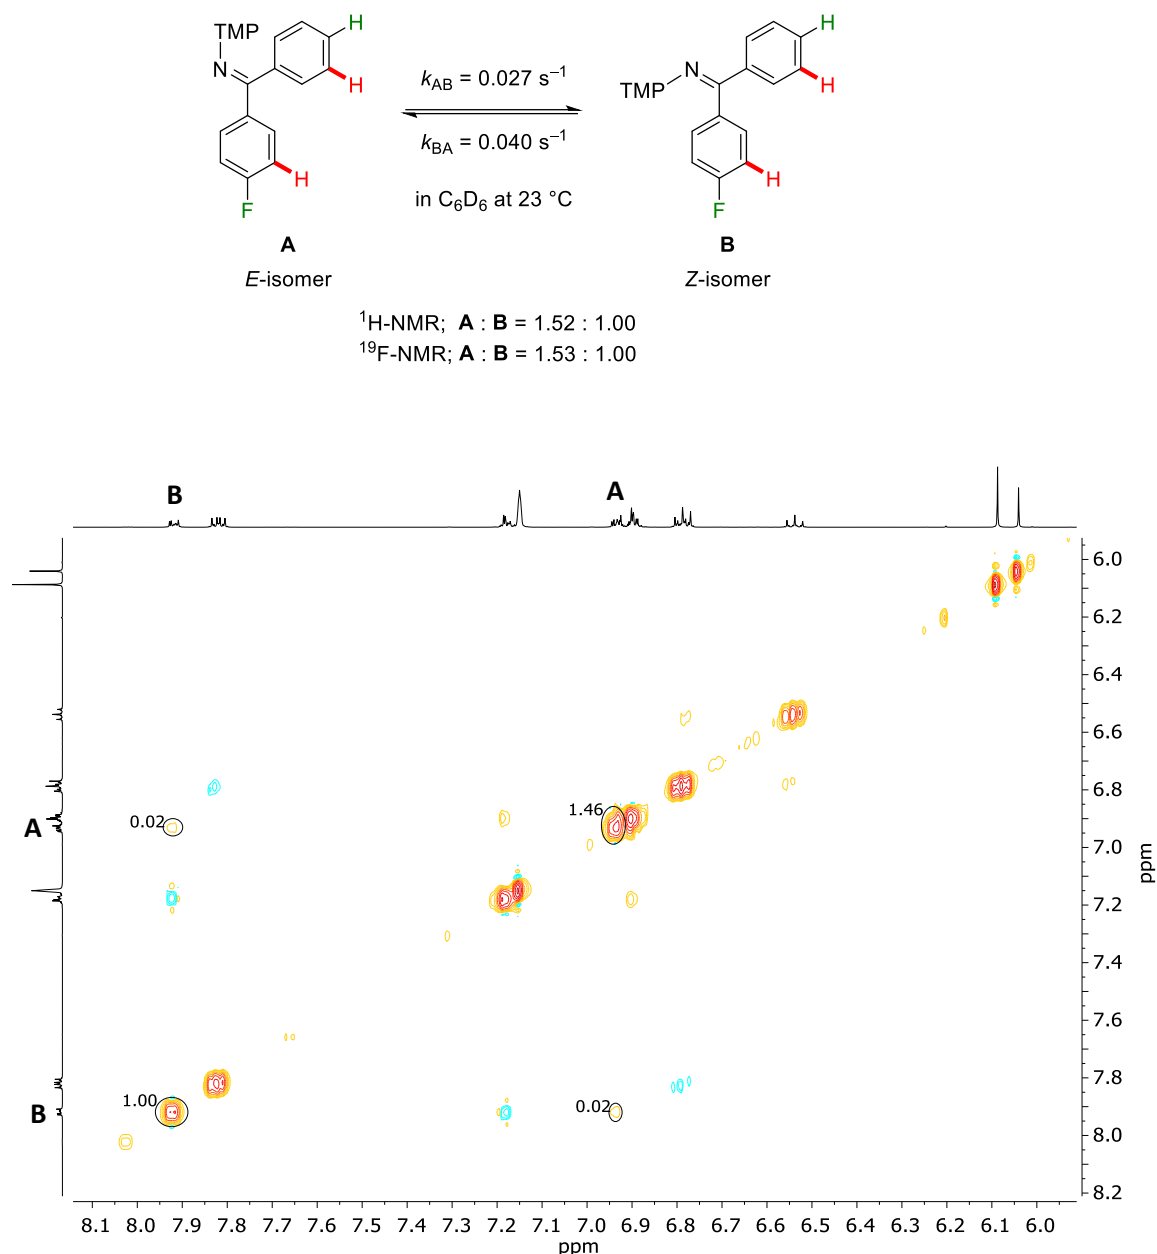 TMP
H
N
H
H
F
A
E-isomer
kAB = 0.027 s–1
kBA = 0.040 s–1
in C6D6 at 23 °C
H
N
TMP
H
H
F
B
Z-isomer
1H-NMR; A : B = 1.52 : 1.00
19F-NMR; A : B = 1.53 : 1.00
B
A
6.0
6.2
6.4
6.6
6.8
7.0
7.2
7.4
7.6
7.8
8.0
8.2
ppm
A
0.02
1.46
B
1.00
0.02
8.1 8.0 7.9 7.8 7.7 7.6 7.5 7.4 7.3 7.2 7.1 7.0 6.9 6.8 6.7 6.6 6.5 6.4 6.3 6.2 6.1 6.0
ppm